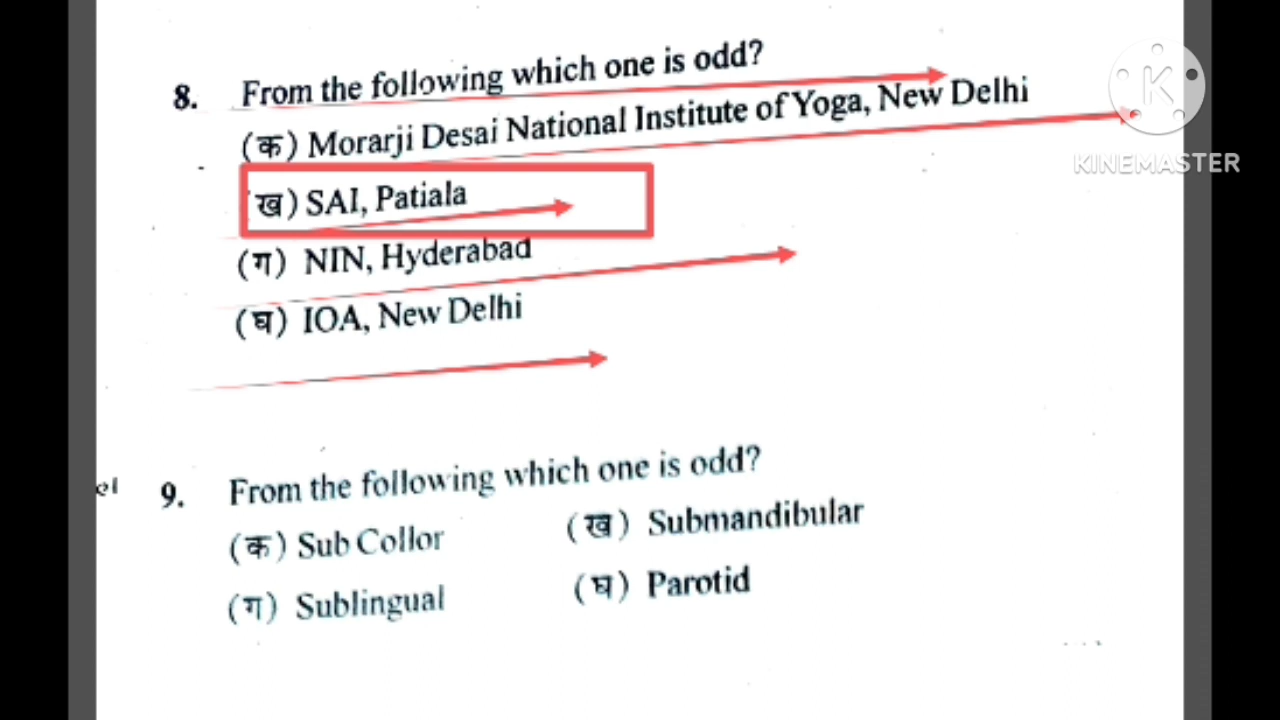 8. From the following which one is odd?
(क) Morarji Desai National Institute of Yoga, New Delhi
KINEMASTER
(ख) SAI, Patiala
(ग) NIN, Hyderabad
(घ) IOA, New Delhi
9. From the following which one is odd?
(क) Sub Collor (ख) Submandibular
(ग) Sublingual (घ) Parotid